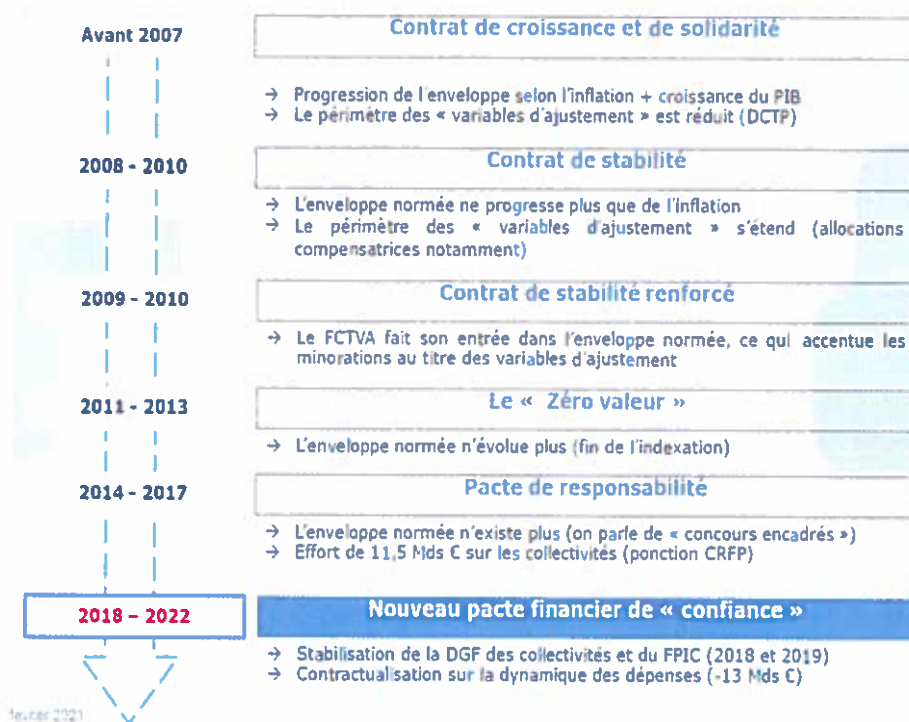 Avant 2007
Contrat de croissance et de solidarité
→ Progression de l'enveloppe selon l'inflation + croissance du PIB
→ Le périmètre des « variables d'ajustement » est réduit (DCTP)
2008 - 2010
Contrat de stabilité
→ L'enveloppe normée ne progresse plus que de l'inflation
→ Le périmètre des « variables d'ajustement » s'étend (allocations
compensatrices notamment)
2009 - 2010
Contrat de stabilité renforcé
→ Le FCTVA fait son entrée dans l'enveloppe normée, ce qui accentue les
minorations au titre des variables d'ajustement
2011 - 2013
Le « Zéro valeur »
→ L'enveloppe normée n'évolue plus (fin de l'indexation)
2014 - 2017
Pacte de responsabilité
→ L'enveloppe normée n'existe plus (on parle de « concours encadrés »)
→ Effort de 11,5 Mds € sur les collectivités (ponction CRFP)
2018 – 2022
Nouveau pacte financier de « confiance »
→ Stabilisation de la DGF des collectivités et du FPIC (2018 et 2019)
→ Contractualisation sur la dynamique des dépenses (-13 Mds €)
février 2021